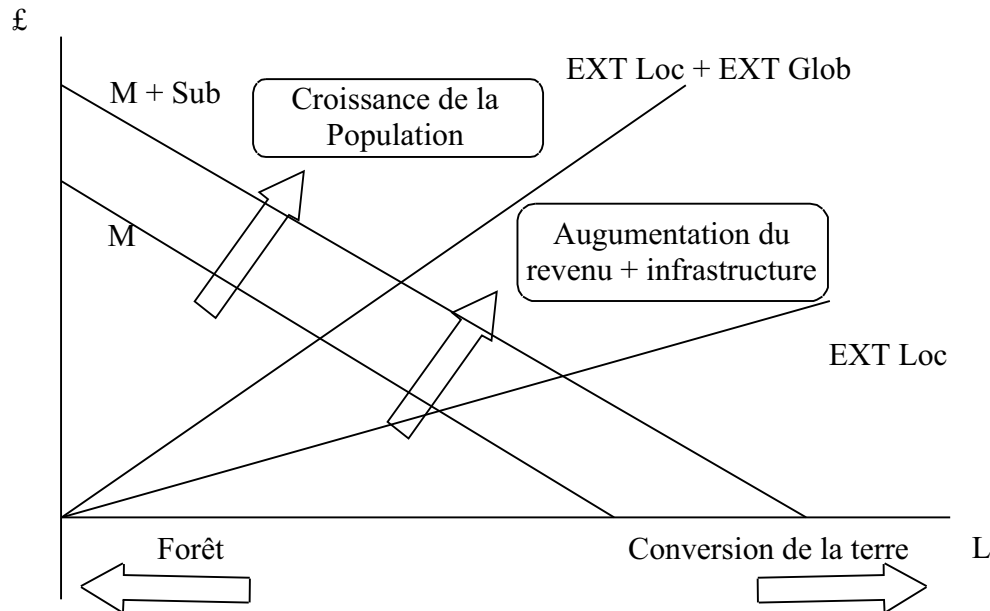 £
EXT Loc + EXT Glob
M + Sub
Croissance de la
Population
M
Augumentation du
revenu + infrastructure
EXT Loc
Forêt
Conversion de la terre
L